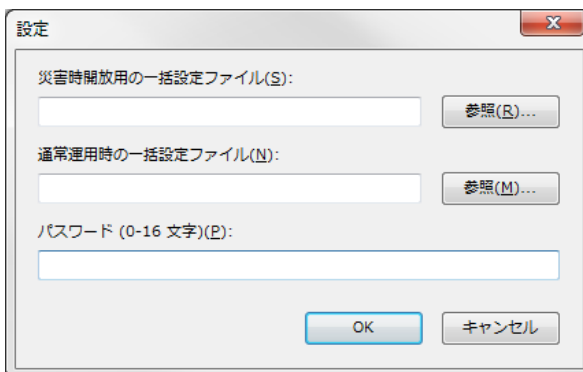 設定
災害時開放用の一括設定ファイル(S):
参照(R)...
通常運用時の一括設定ファイル(N):
参照(M)...
パスワード (0-16 文字)(P):
OK
キャンセル